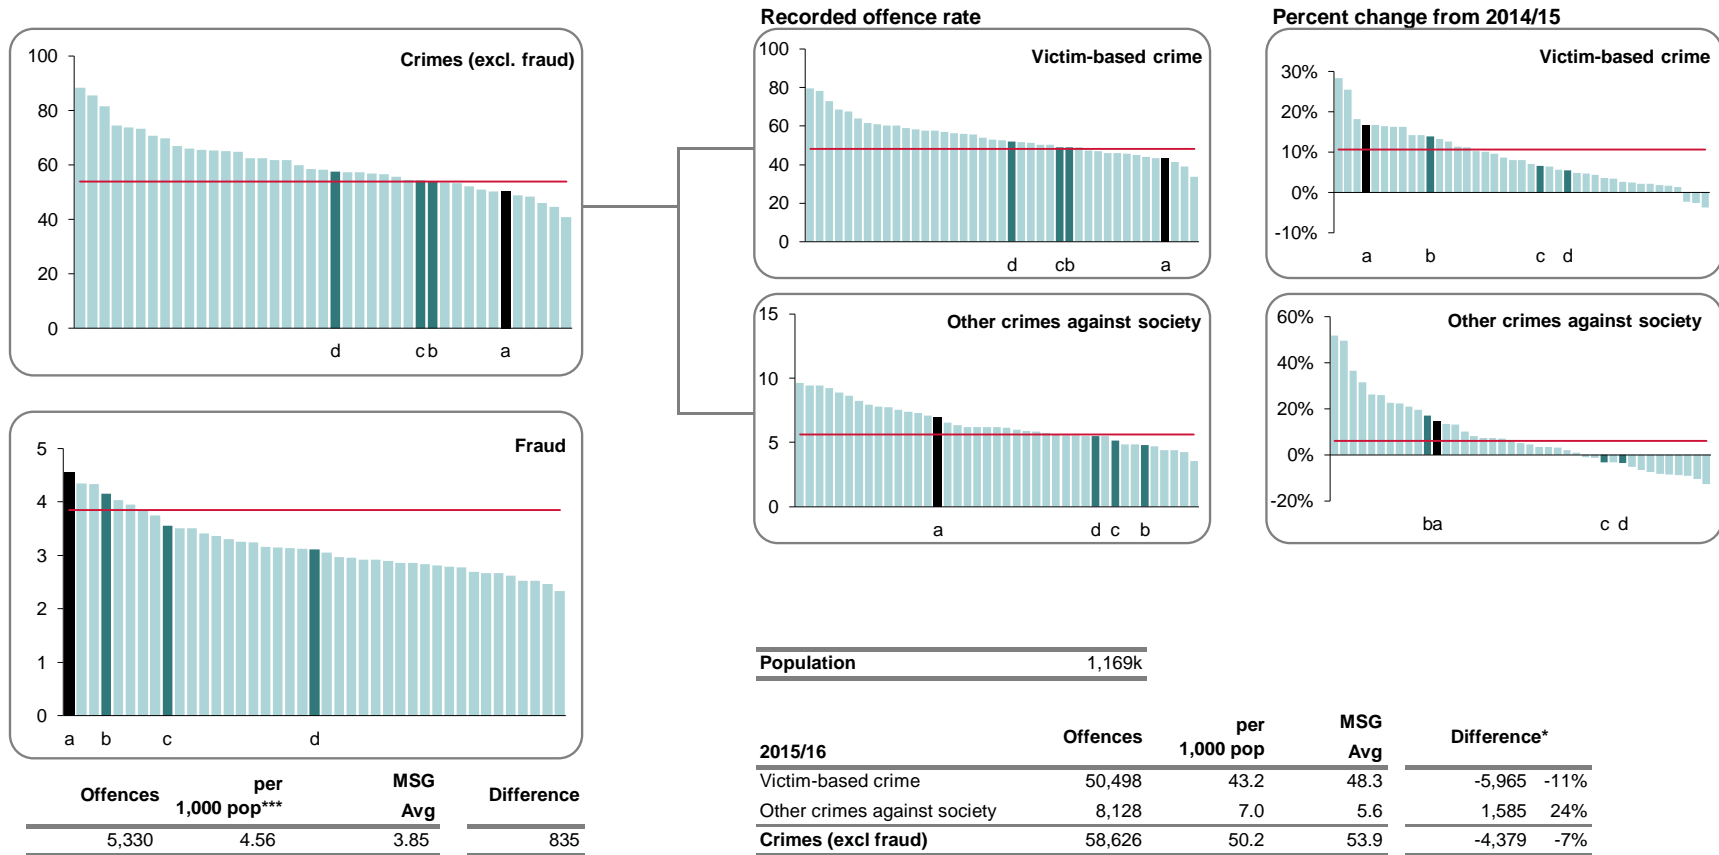 Recorded offence rate
Percent change from 2014/15
Crimes (excl. fraud)
100
80
60
40
20
0
d c b a
Victim-based crime
100
80
60
40
20
0
d cb a
Victim-based crime
30%
20%
10%
0%
-10%
a b c d
Other crimes against society
15
10
5
0
a d c b
Other crimes against society
60%
40%
20%
0%
-20%
ba c d
Fraud
5
4
3
2
1
0
a b c d
Offences per 1,000 pop*** MSG Avg Difference
5,330 4.56 3.85 835
Population 1,169k
2015/16 Offences per 1,000 pop MSG Avg Difference*
Victim-based crime 50,498 43.2 48.3 -5,965 -11%
Other crimes against society 8,128 7.0 5.6 1,585 24%
Crimes (excl fraud) 58,626 50.2 53.9 -4,379 -7%